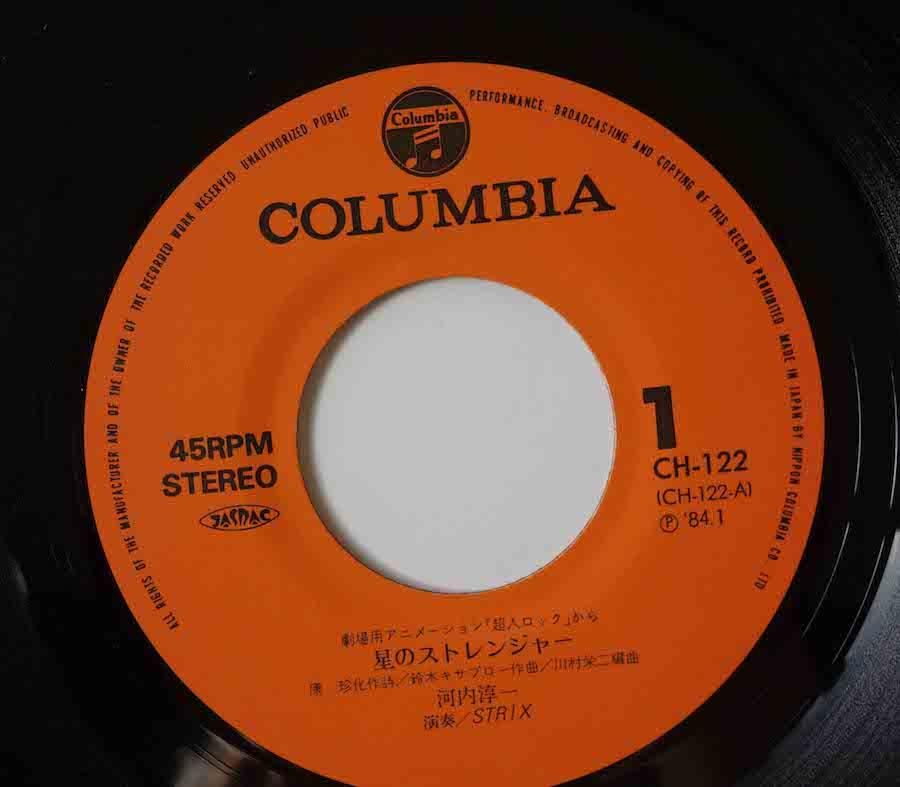 ALL RIGHTS OF THE MANUFACTURER AND OF THE OWNER OF THE RECORDED WORK RESERVED UNAUTHORIZED PUBLIC PERFORMANCE, BROADCASTING AND COPYING OF THIS RECORD PROHIBITED. MADE IN JAPAN BY NIPPON COLUMBIA CO., LTD
Columbia
COLUMBIA
45RPM
STEREO
JASRAC
1
CH-122
(CH-122-A)
Ⓟ '84.1
劇場用アニメーション「超人ロック」から
星のストレンジャー
康 珍化作詩/鈴木キサブロー作曲/川村栄二編曲
河内淳一
演奏/STRIX